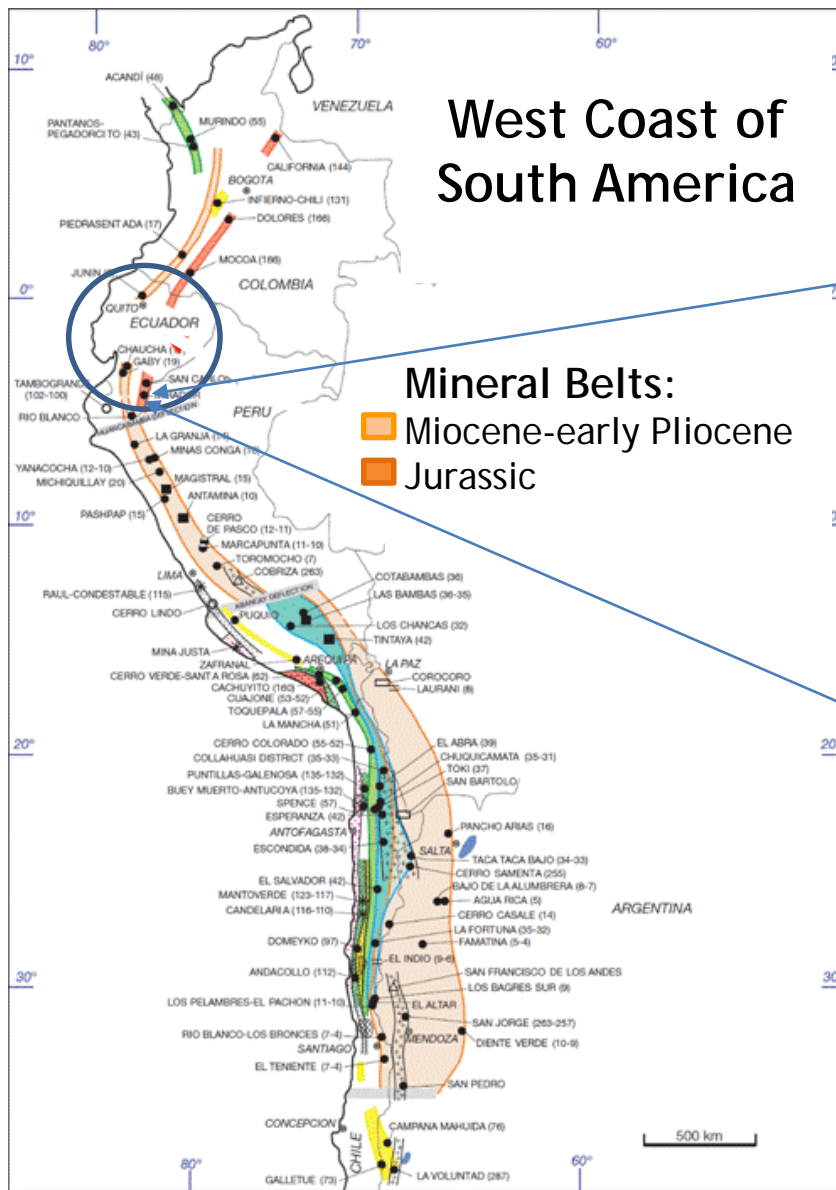 80°
70°
60°
10°
ACANDÍ (48)
VENEZUELA
West Coast of
South America
PANTANOS-
PEGADORCITO (43)
MURINDO (55)
CALIFORNIA (144)
BOGOTA
INFIERNO-CHILI (131)
DOLORES (166)
PIEDRASENTADA (17)
MOCOA (166)
JUNIN
COLOMBIA
0°
QUITO
ECUADOR
CHAUCHA
GABY (19)
SAN CARLOS
TAMBOGRANDE
(102-100)
PERU
RIO BLANCO
HUANCABAMBA DEFLECTION
Mineral Belts:
Miocene-early Pliocene
Jurassic
LA GRANJA (14)
MINAS CONGA
YANACOCHA (12-10)
MICHIQUILLAY (20)
MAGISTRAL (15)
ANTAMINA (10)
PASHPAP (15)
10°
CERRO
DE PASCO (12-11)
MARCAPUNTA (11-10)
TOROMOCHO (7)
COBRIZA (263)
LIMA
COTABAMBAS (36)
RAUL-CONDESTABLE (115)
ABANCAY DEFLECTION
LAS BAMBAS (36-35)
CERRO LINDO
PUQUIO
LOS CHANCAS (32)
TINTAYA (42)
MINA JUSTA
ZAFRANAL
AREQUIPA
LA PAZ
CERRO VERDE-SANTA ROSA (62)
COROCORO
CACHUYITO (160)
LAURANI (8)
CUAJONE (53-52)
TOQUEPALA (57-55)
LA MANCHA (51)
20°
CERRO COLORADO (55-52)
EL ABRA (39)
COLLAHUASI DISTRICT (35-33)
CHUQUICAMATA (35-31)
TOKI (37)
PUNTILLAS-GALENOSA (135-132)
SAN BARTOLO
BUEY MUERTO-ANTUCOYA (135-132)
SPENCE (57)
ESPERANZA (42)
PANCHO ARIAS (16)
ANTOFAGASTA
ESCONDIDA (38-34)
SALTA
TACA TACA BAJO (34-33)
CERRO SAMENTA (255)
EL SALVADOR (42)
BAJO DE LA ALUMBRERA (8-7)
MANTOVERDE (123-117)
AGUA RICA (5)
CANDELARIA (116-110)
CERRO CASALE (14)
ARGENTINA
LA FORTUNA (35-32)
DOMEYKO (97)
FAMATINA (5-4)
EL INDIO (9-6)
ANDACOLLO (112)
SAN FRANCISCO DE LOS ANDES
30°
LOS BAGRES SUR (9)
LOS PELAMBRES-EL PACHON (11-10)
EL ALTAR
SAN JORGE (263-257)
RIO BLANCO-LOS BRONCES (7-4)
MENDOZA
DIENTE VERDE (10-9)
SANTIAGO
EL TENIENTE (7-4)
SAN PEDRO
CONCEPCION
CAMPANA MAHUIDA (76)
CHILE
500 km
GALLETUE (73)
LA VOLUNTAD (287)
80°
60°